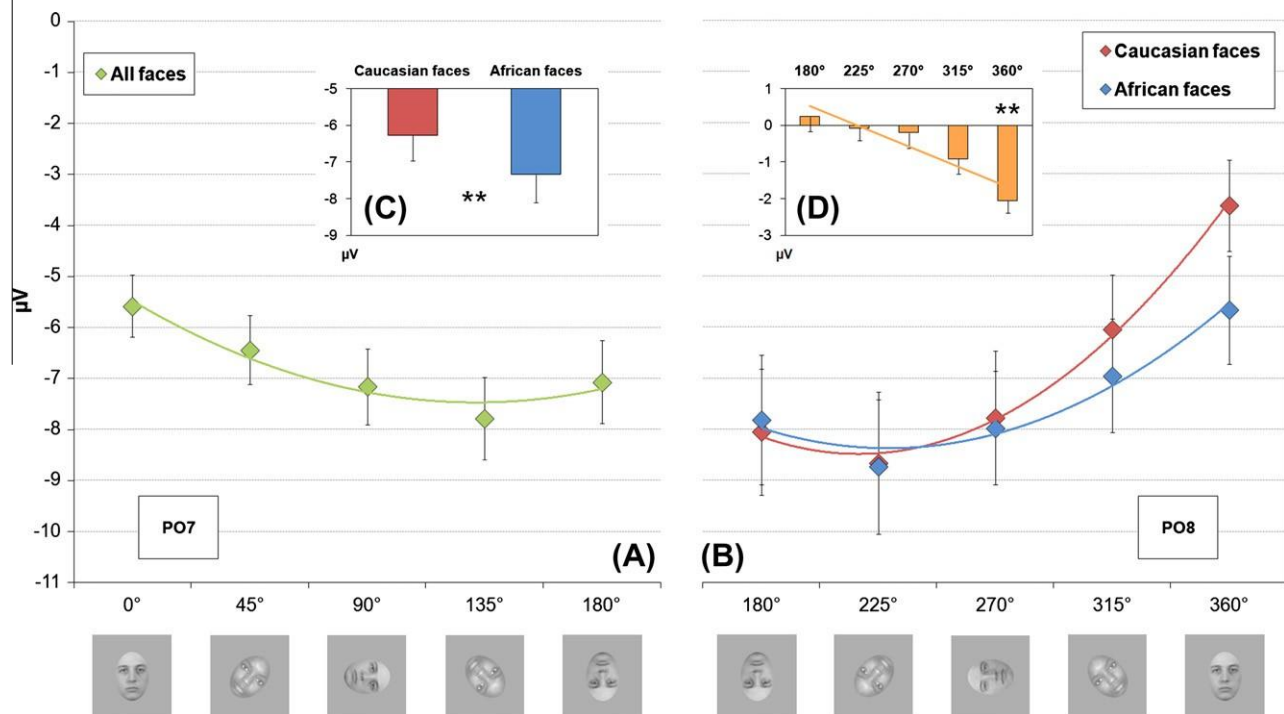 0
-1
-2
-3
-4
-5
-6
-7
-8
-9
-10
-11
µV
All faces
Caucasian faces African faces
-5
-6
-7
-8
-9
µV
(C)
**
PO7
(A)
0° 45° 90° 135° 180°
Caucasian faces
African faces
180° 225° 270° 315° 360°
1
0
-1
-2
-3
µV
(D)
**
(B)
PO8
180° 225° 270° 315° 360°